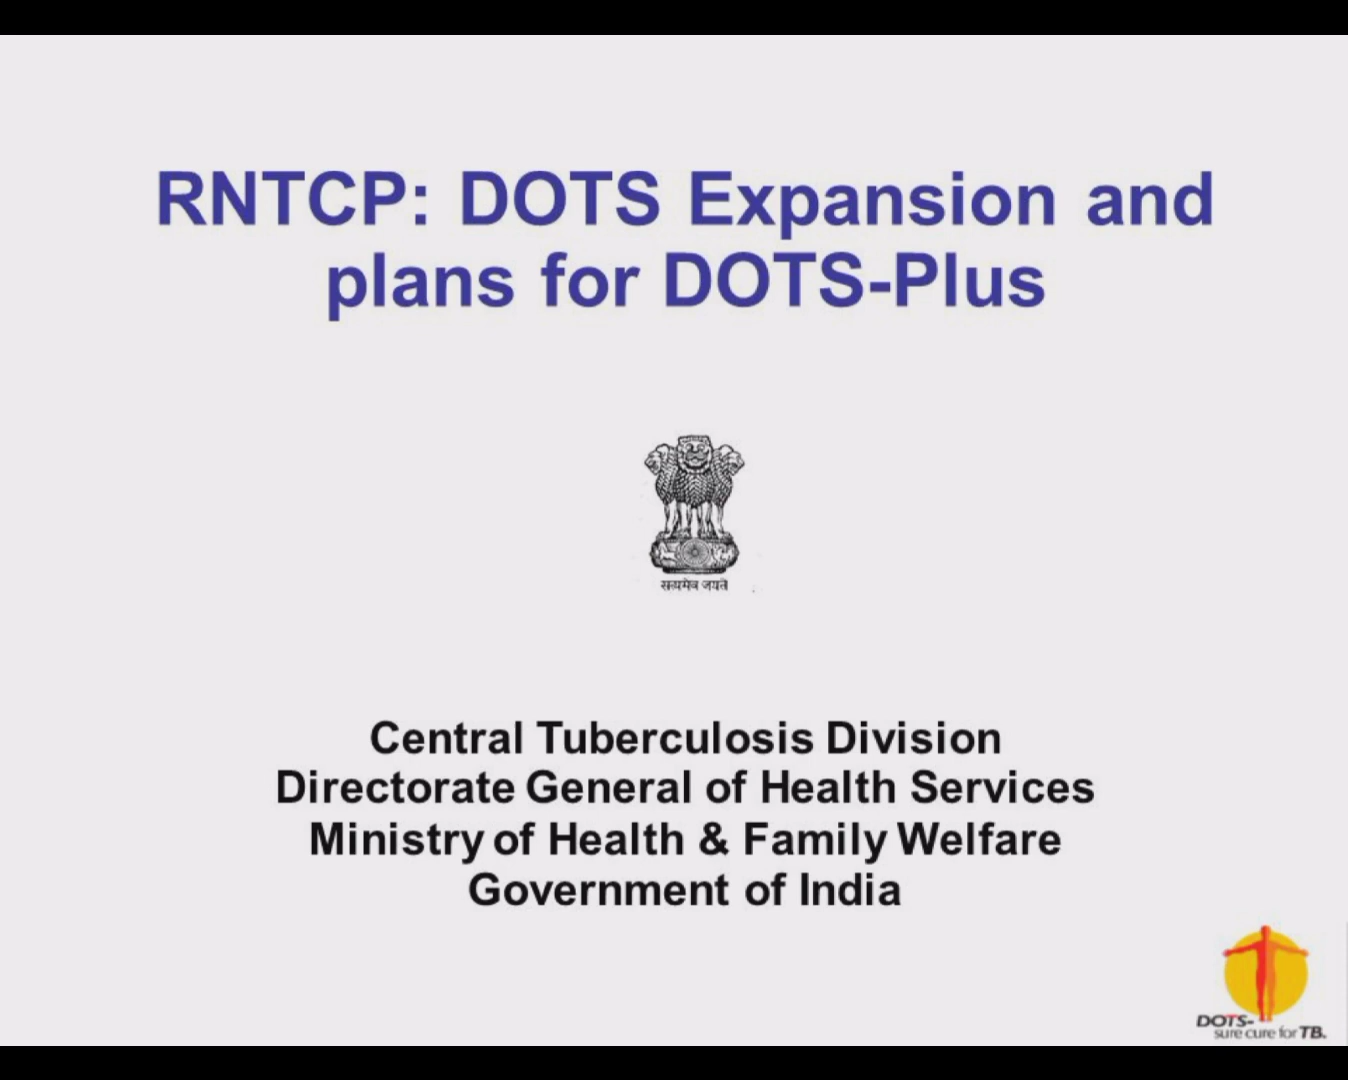 RNTCP: DOTS Expansion and
plans for DOTS-Plus
सत्यमेव जयते
Central Tuberculosis Division
Directorate General of Health Services
Ministry of Health & Family Welfare
Government of India
DOTS-
sure cure for TB.